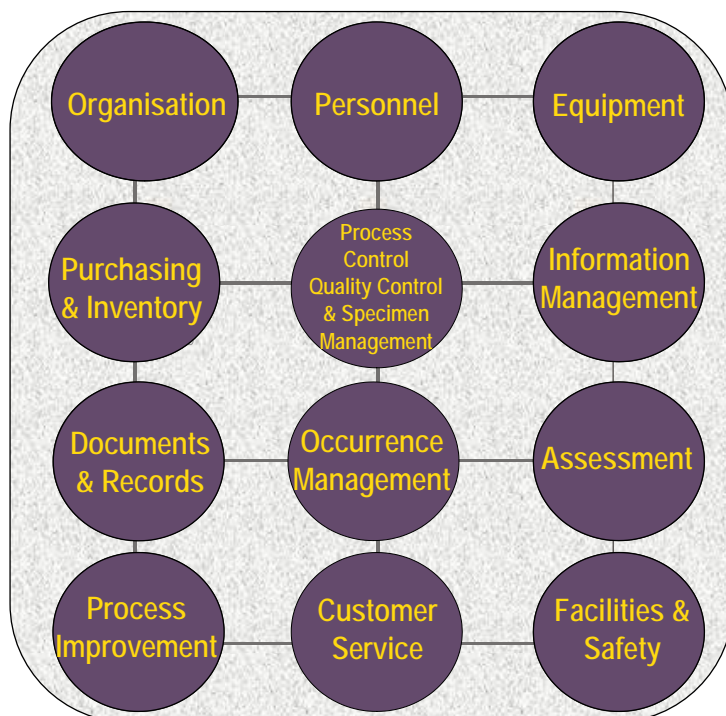 Organisation
Personnel
Equipment
Purchasing
& Inventory
Process
Control
Quality Control
& Specimen
Management
Information
Management
Documents
& Records
Occurrence
Management
Assessment
Process
Improvement
Customer
Service
Facilities &
Safety